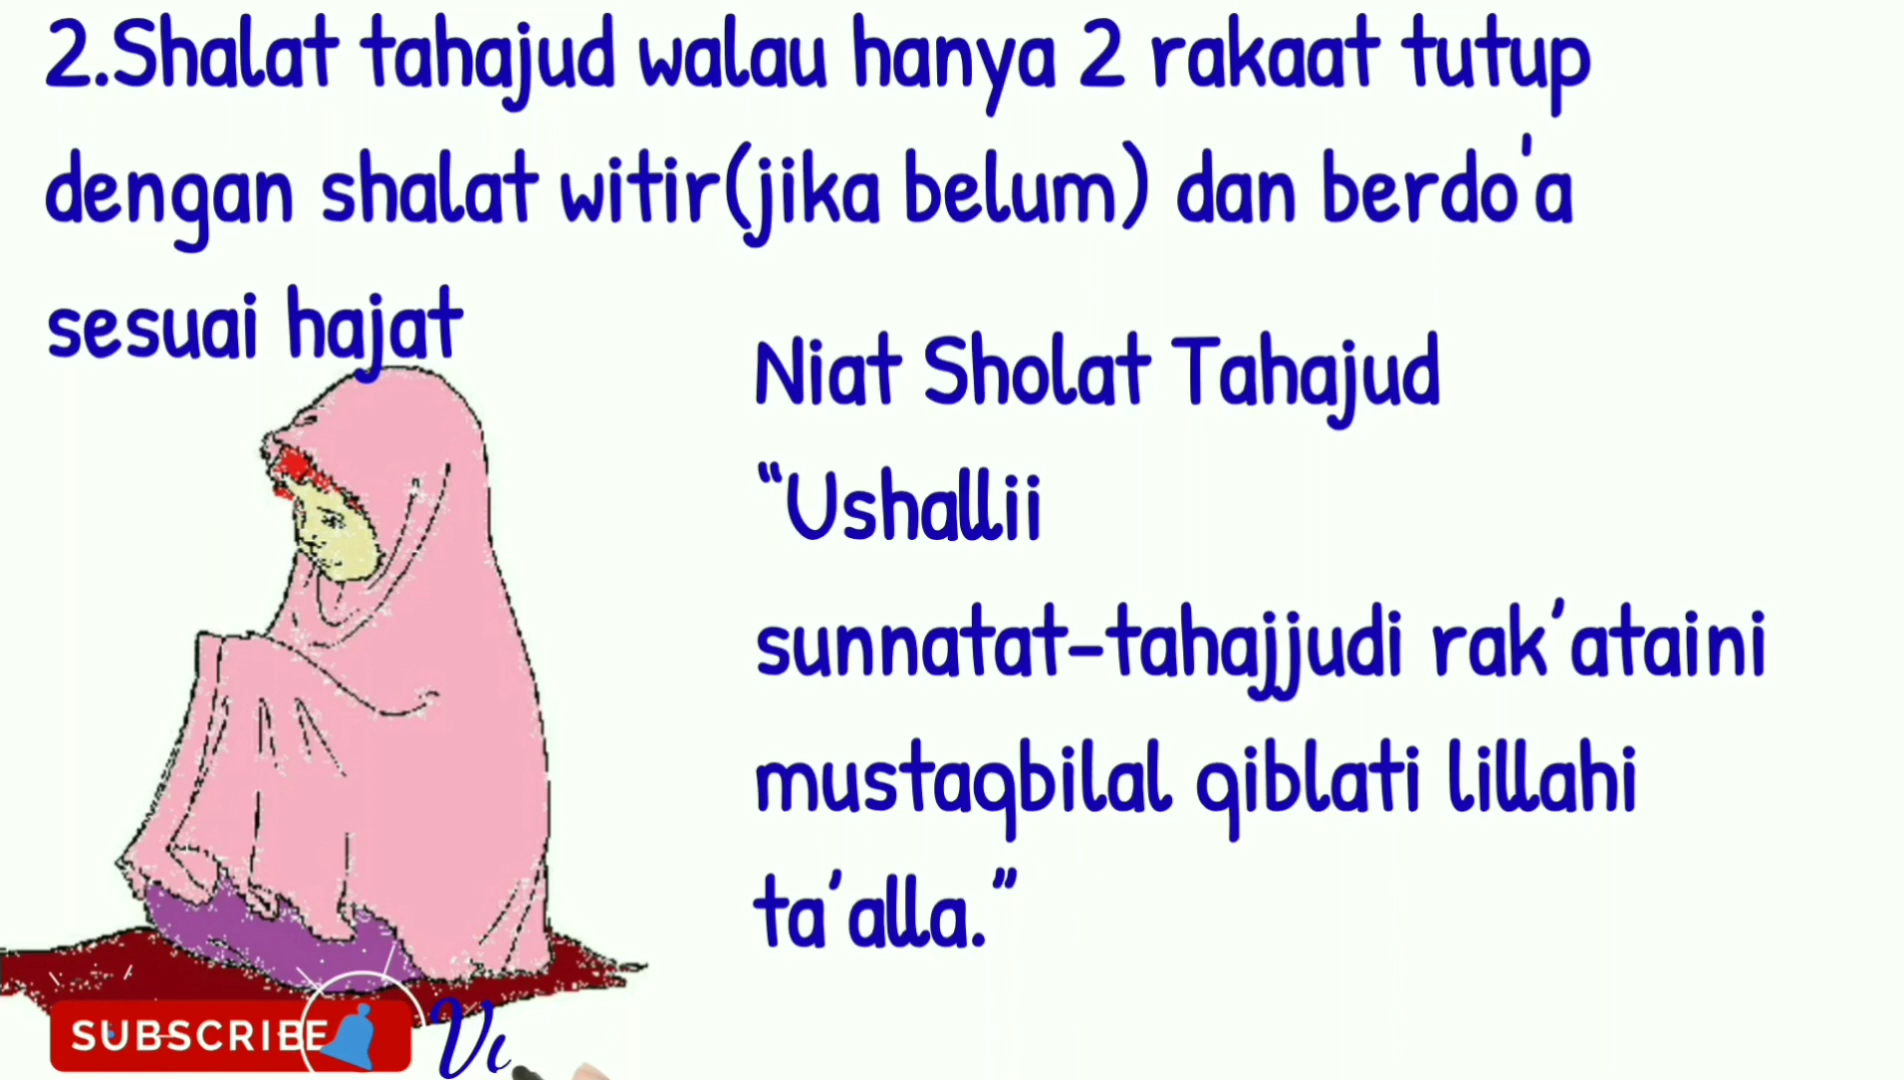 2.Shalat tahajud walau hanya 2 rakaat tutup
dengan shalat witir(jika belum) dan berdo'a
sesuai hajat
Niat Sholat Tahajud
“Ushallii
sunnatat-tahajjudi rak’ataini
mustaqbilal qiblati lillahi
ta’alla.”
SUBSCRIBE